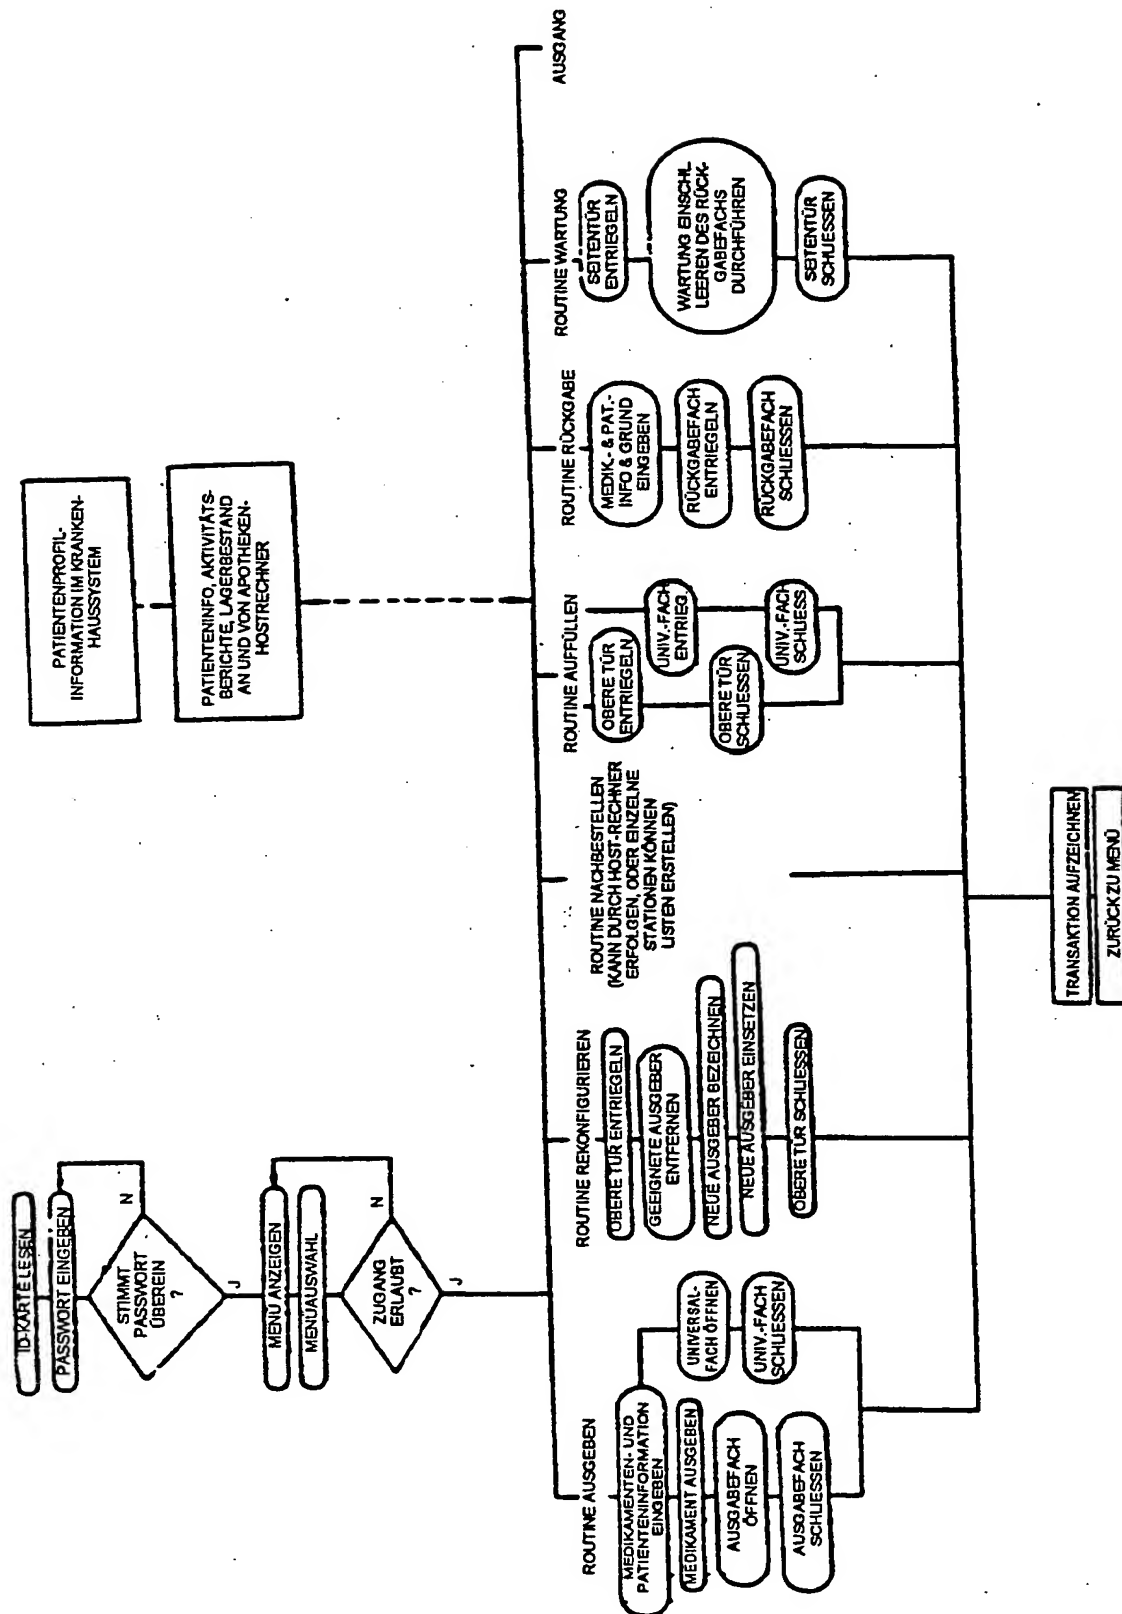 ID-KARTE LESEN
PASSWORT EINGEBEN
STIMMT
PASSWORT
ÜBEREIN
?
N
J
MENÜ ANZEIGEN
MENÜAUSWAHL
ZUGANG
ERLAUBT
?
N
J
PATIENTENPROFIL-
INFORMATION IM KRANKEN-
HAUSSYSTEM
PATIENTENINFO, AKTIVITÄTS-
BERICHTE, LAGERBESTAND
AN UND VON APOTHEKEN-
HOSTRECHNER
ROUTINE AUSGEBEN
MEDIKAMENTEN- UND
PATIENTENINFORMATION
EINGEBEN
MEDIKAMENT AUSGEBEN
AUSGABEFACH
ÖFFNEN
AUSGABEFACH
SCHLIESSEN
UNIVERSAL-
FACH ÖFFNEN
UNIV.-FACH
SCHLIESSEN
ROUTINE REKONFIGURIEREN
OBERE TÜR ENTRIEGELN
GEEIGNETE AUSGEBER
ENTFERNEN
NEUE AUSGEBER BEZEICHNEN
NEUE AUSGEBER EINSETZEN
OBERE TÜR SCHLIESSEN
ROUTINE NACHBESTELLEN
(KANN DURCH HOST-RECHNER
ERFOLGEN, ODER EINZELNE
STATIONEN KÖNNEN
LISTEN ERSTELLEN)
ROUTINE AUFFÜLLEN
OBERE TÜR
ENTRIEGELN
UNIV.-FACH
ENTRIEG
OBERE TÜR
SCHLIESSEN
UNIV.-FACH
SCHLIESS
ROUTINE RÜCKGABE
MEDIK.- & PAT.-
INFO & GRUND
EINGEBEN
RÜCKGABEFACH
ENTRIEGELN
RÜCKGABEFACH
SCHLIESSEN
ROUTINE WARTUNG
SEITENTÜR
ENTRIEGELN
WARTUNG EINSCHL
LEEREN DES RÜCK-
GABEFACHS
DURCHFÜHREN
SEITENTÜR
SCHLIESSEN
AUSGANG
TRANSAKTION AUFZEICHNEN
ZURÜCK ZU MENÜ